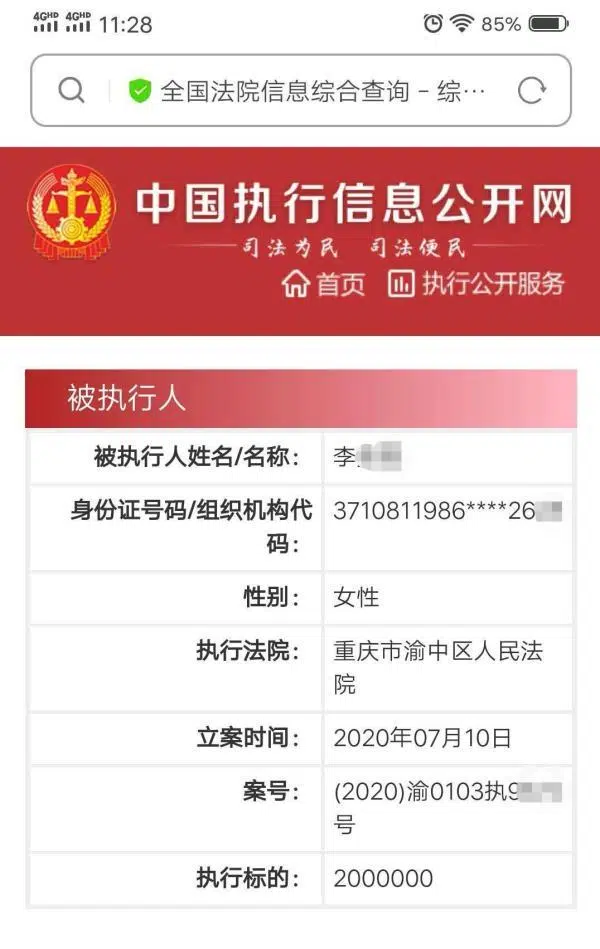 4GHD 4GHD 11:28 85%
全国法院信息综合查询 - 综…
中国执行信息公开网
司法为民 司法便民
首页 执行公开服务
被执行人
被执行人姓名/名称： 李
身份证号码/组织机构代 3710811986****26
码：
性别： 女性
执行法院： 重庆市渝中区人民法
院
立案时间： 2020年07月10日
案号： (2020)渝0103执9
号
执行标的： 2000000